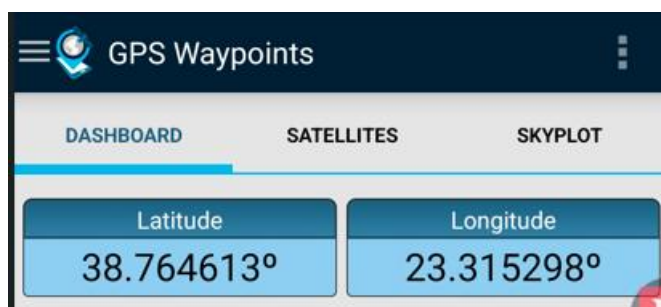 GPS Waypoints
DASHBOARD SATELLITES SKYPLOT
Latitude Longitude
38.764613º 23.315298º